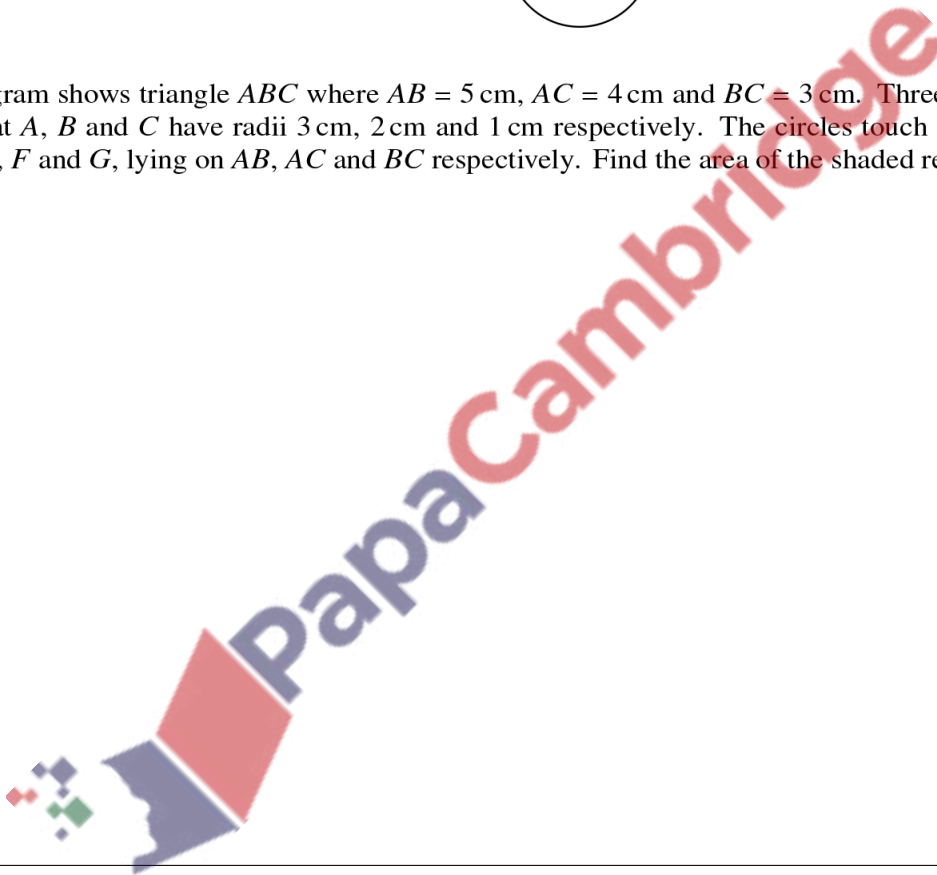 gram shows triangle ABC where AB = 5 cm, AC = 4 cm and BC = 3 cm. Three
at A, B and C have radii 3 cm, 2 cm and 1 cm respectively. The circles touch
, F and G, lying on AB, AC and BC respectively. Find the area of the shaded re
PapaCambridge